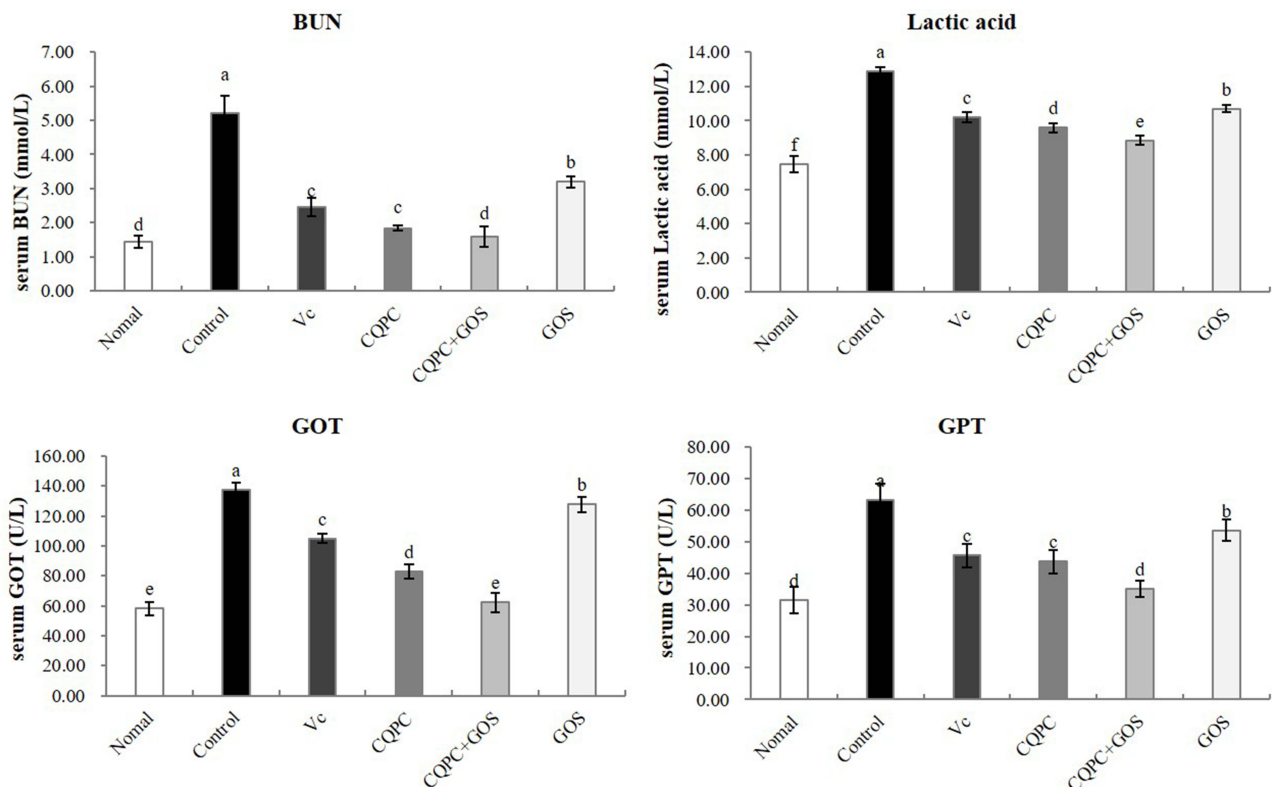 BUN
serum BUN (mmol/L)
7.00
6.00
5.00
4.00
3.00
2.00
1.00
0.00
d
a
c
c
d
b
Nomal
Control
Vc
CQPC
CQPC+GOS
GOS
Lactic acid
serum Lactic acid (mmol/L)
14.00
12.00
10.00
8.00
6.00
4.00
2.00
0.00
f
a
c
d
e
b
Nomal
Control
Vc
CQPC
CQPC+GOS
GOS
GOT
serum GOT (U/L)
160.00
140.00
120.00
100.00
80.00
60.00
40.00
20.00
0.00
e
a
c
d
e
b
Nomal
Control
Vc
CQPC
CQPC+GOS
GOS
GPT
serum GPT (U/L)
80.00
70.00
60.00
50.00
40.00
30.00
20.00
10.00
0.00
d
a
c
c
d
b
Nomal
Control
Vc
CQPC
CQPC+GOS
GOS